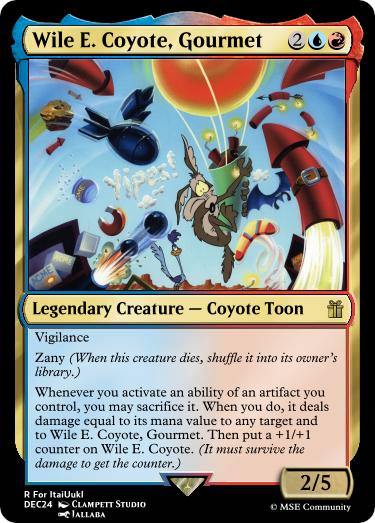 Wile E. Coyote, Gourmet 2
Yipes!
ACME
Legendary Creature — Coyote Toon
Vigilance
Zany (When this creature dies, shuffle it into its owner's
library.)
Whenever you activate an ability of an artifact you
control, you may sacrifice it. When you do, it deals
damage equal to its mana value to any target and
to Wile E. Coyote, Gourmet. Then put a +1/+1
counter on Wile E. Coyote. (It must survive the
damage to get the counter.)
2/5
R For ItaiUukI
DEC24 Clampett Studio
Jallaba
© MSE Community